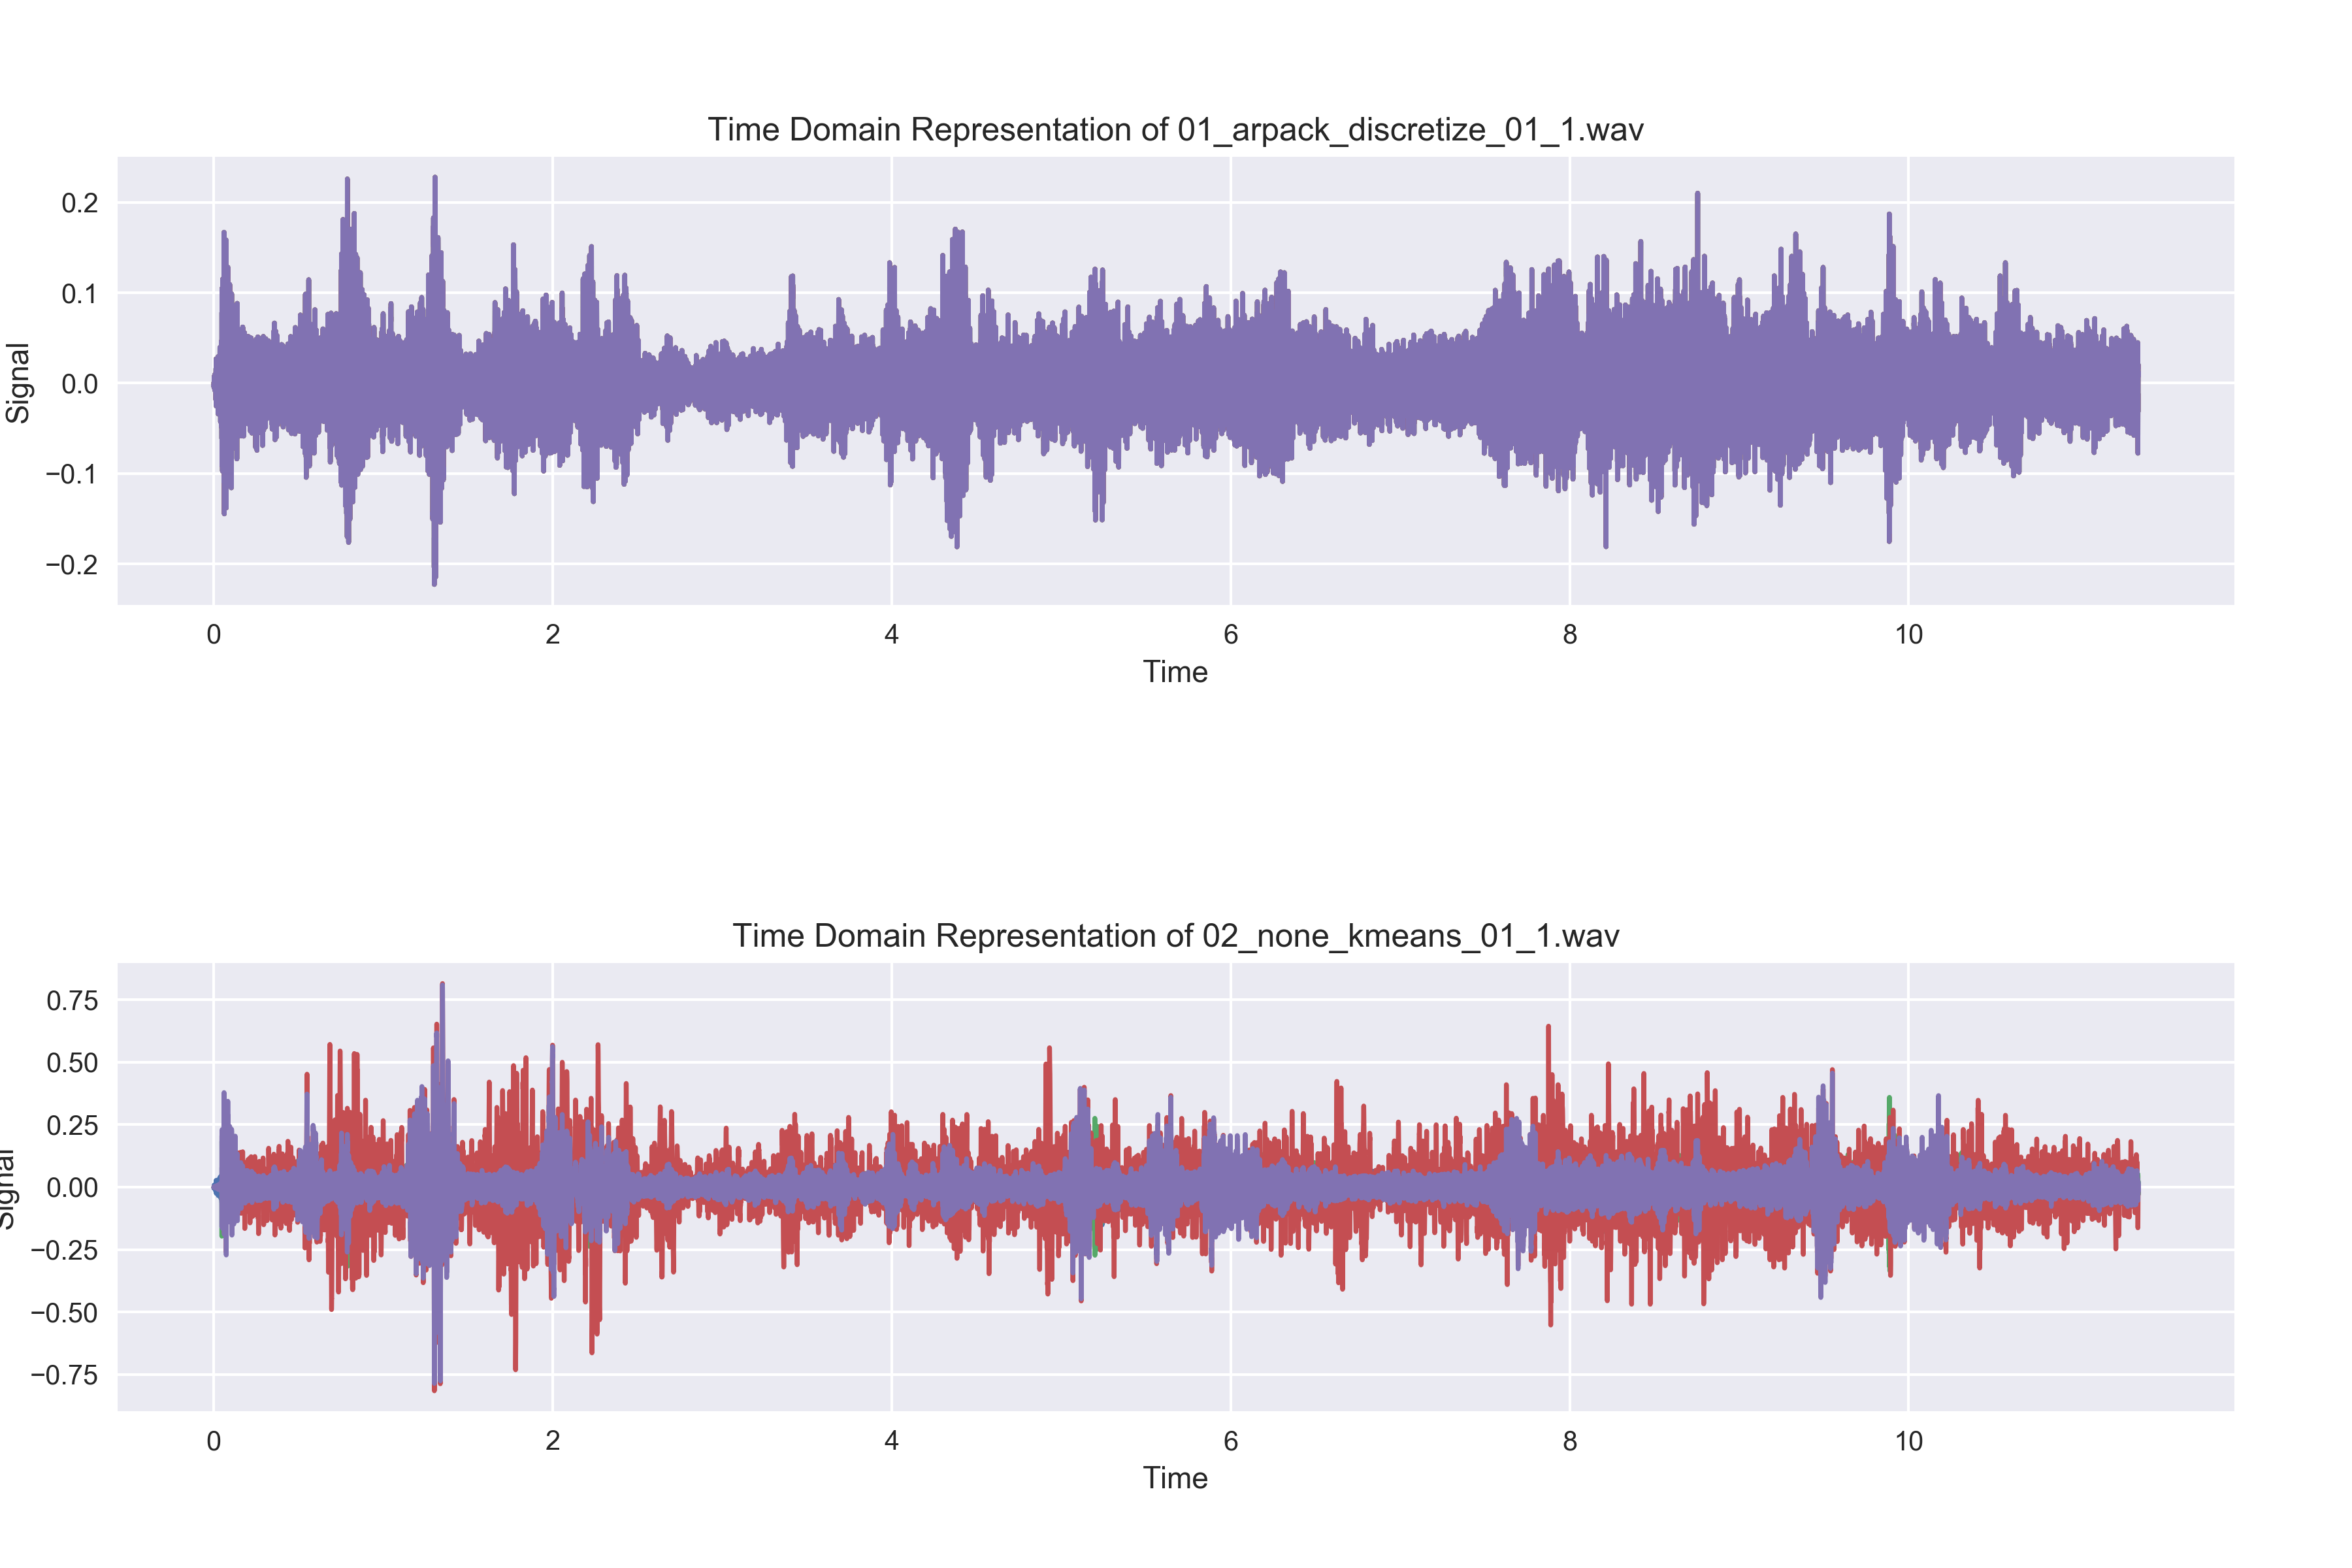 Time Domain Representation of 01_arpack_discretize_01_1.wav
0.2
0.1
0.0
−0.1
−0.2
Signal
0 2 4 6 8 10
Time
Time Domain Representation of 02_none_kmeans_01_1.wav
0.75
0.50
0.25
0.00
−0.25
−0.50
−0.75
Signal
0 2 4 6 8 10
Time